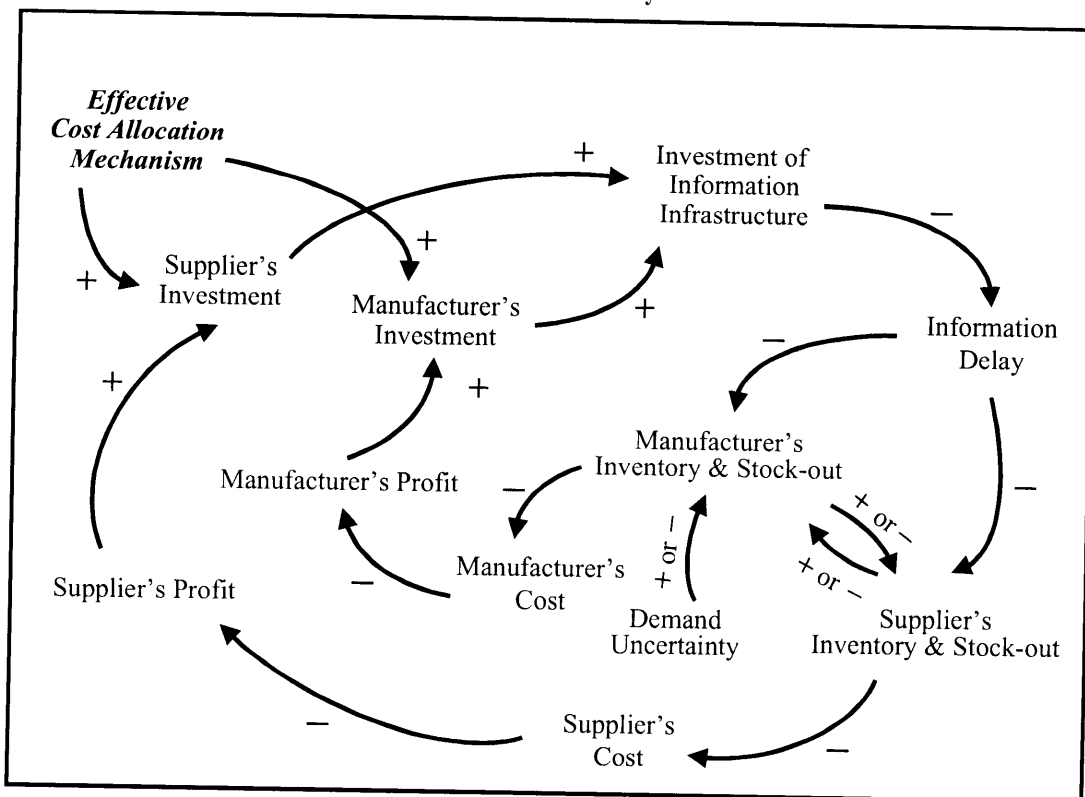 Effective
Cost Allocation
Mechanism
+
Investment of
Information
Infrastructure
−
+
+
Supplier's
Investment
Manufacturer's
Investment
+
Information
Delay
−
+
+
Manufacturer's
Inventory & Stock-out
Manufacturer's Profit
−
−
+ or −
+ or −
+ or −
Supplier's Profit
−
Manufacturer's
Cost
Demand
Uncertainty
Supplier's
Inventory & Stock-out
−
Supplier's
Cost
−